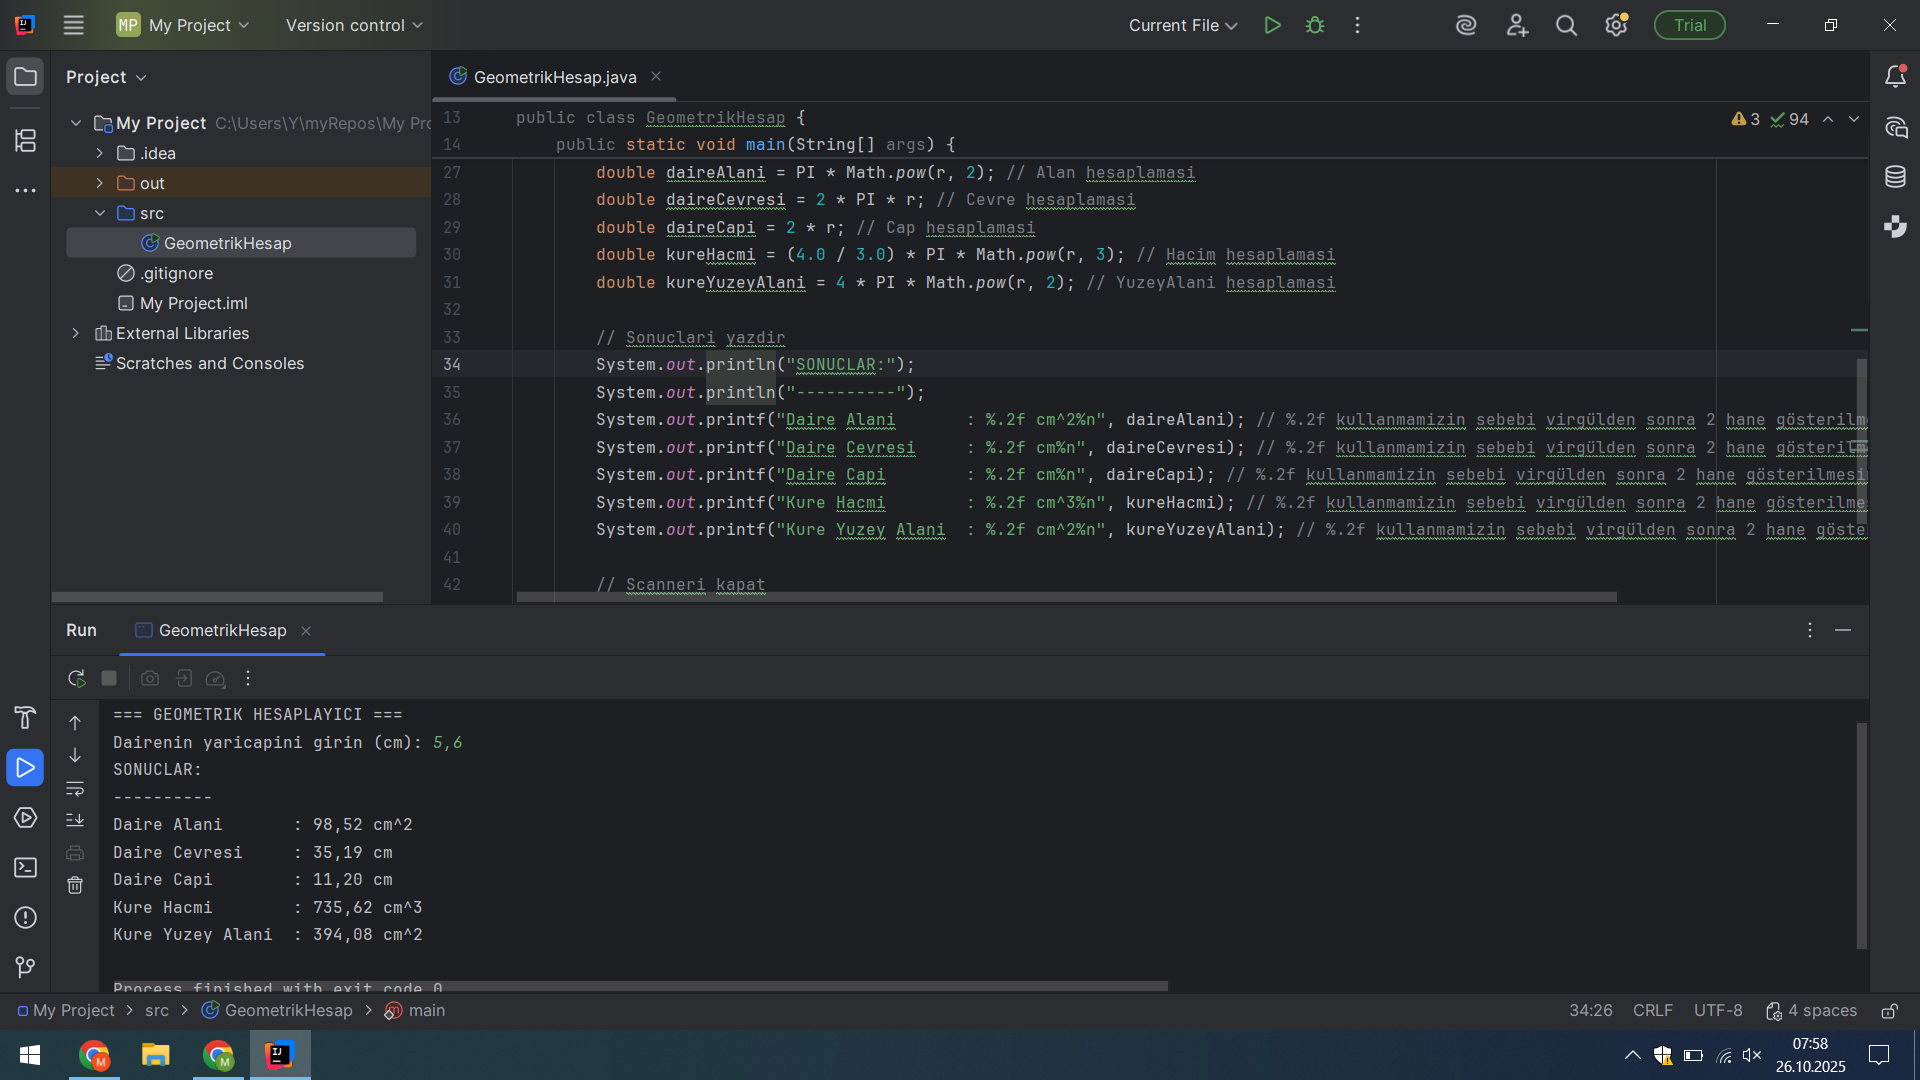 MP My Project
Version control
Current File
Trial
Project
GeometrikHesap.java
My Project C:\Users\Y\myRepos\My Pro
.idea
out
src
GeometrikHesap
.gitignore
My Project.iml
External Libraries
Scratches and Consoles
3 94
13 public class GeometrikHesap {
14 public static void main(String[] args) {
27 double daireAlani = PI * Math.pow(r, 2); // Alan hesaplamasi
28 double daireCevresi = 2 * PI * r; // Cevre hesaplamasi
29 double daireCapi = 2 * r; // Cap hesaplamasi
30 double kureHacmi = (4.0 / 3.0) * PI * Math.pow(r, 3); // Hacim hesaplamasi
31 double kureYuzeyAlani = 4 * PI * Math.pow(r, 2); // YuzeyAlani hesaplamasi
32
33 // Sonuclari yazdir
34 System.out.println("SONUCLAR:");
35 System.out.println("----------");
36 System.out.printf("Daire Alani       : %.2f cm^2%n", daireAlani); // %.2f kullanmamizin sebebi virgülden sonra 2 hane gösterilm
37 System.out.printf("Daire Cevresi     : %.2f cm%n", daireCevresi); // %.2f kullanmamizin sebebi virgülden sonra 2 hane gösterilm
38 System.out.printf("Daire Capi        : %.2f cm%n", daireCapi); // %.2f kullanmamizin sebebi virgülden sonra 2 hane gösterilmesi
39 System.out.printf("Kure Hacmi        : %.2f cm^3%n", kureHacmi); // %.2f kullanmamizin sebebi virgülden sonra 2 hane gösterilme
40 System.out.printf("Kure Yuzey Alani  : %.2f cm^2%n", kureYuzeyAlani); // %.2f kullanmamizin sebebi virgülden sonra 2 hane göste
41
42 // Scanneri kapat
Run GeometrikHesap
=== GEOMETRIK HESAPLAYICI ===
Dairenin yaricapini girin (cm): 5,6
SONUCLAR:
----------
Daire Alani       : 98,52 cm^2
Daire Cevresi     : 35,19 cm
Daire Capi        : 11,20 cm
Kure Hacmi        : 735,62 cm^3
Kure Yuzey Alani  : 394,08 cm^2
Process finished with exit code 0
My Project > src > GeometrikHesap > main
34:26 CRLF UTF-8 4 spaces
07:58
26.10.2025